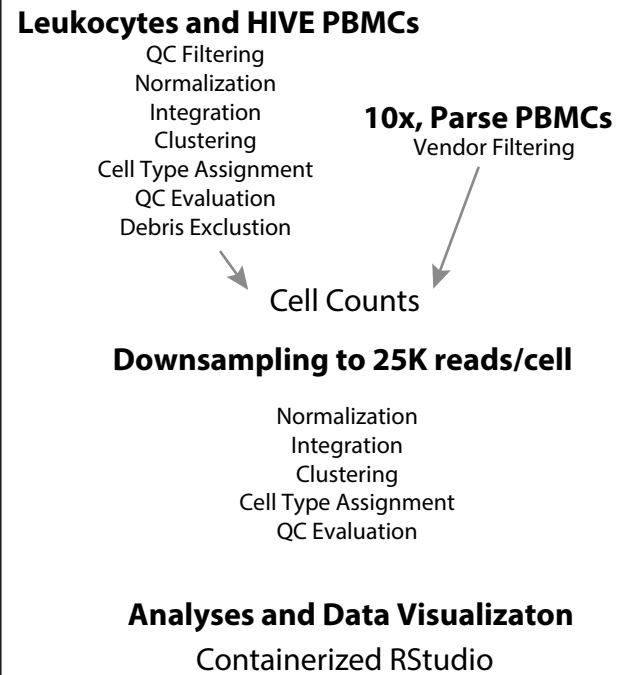 Leukocytes and HIVE PBMCs
QC Filtering
Normalization
Integration
Clustering
Cell Type Assignment
QC Evaluation
Debris Exclustion
10x, Parse PBMCs
Vendor Filtering
Cell Counts
Downsampling to 25K reads/cell
Normalization
Integration
Clustering
Cell Type Assignment
QC Evaluation
Analyses and Data Visualizaton
Containerized RStudio